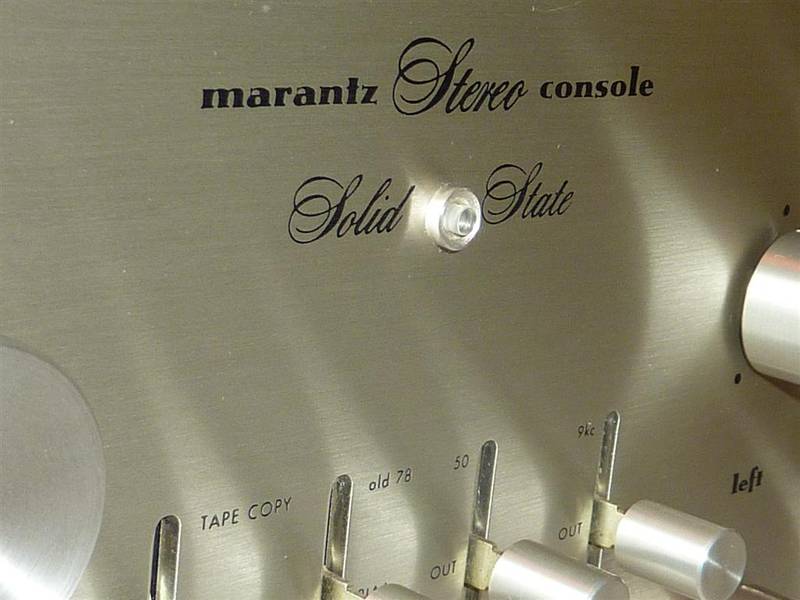 marantz Stereo console
Solid State
9kc
50
old 78
TAPE COPY
left
OUT
OUT